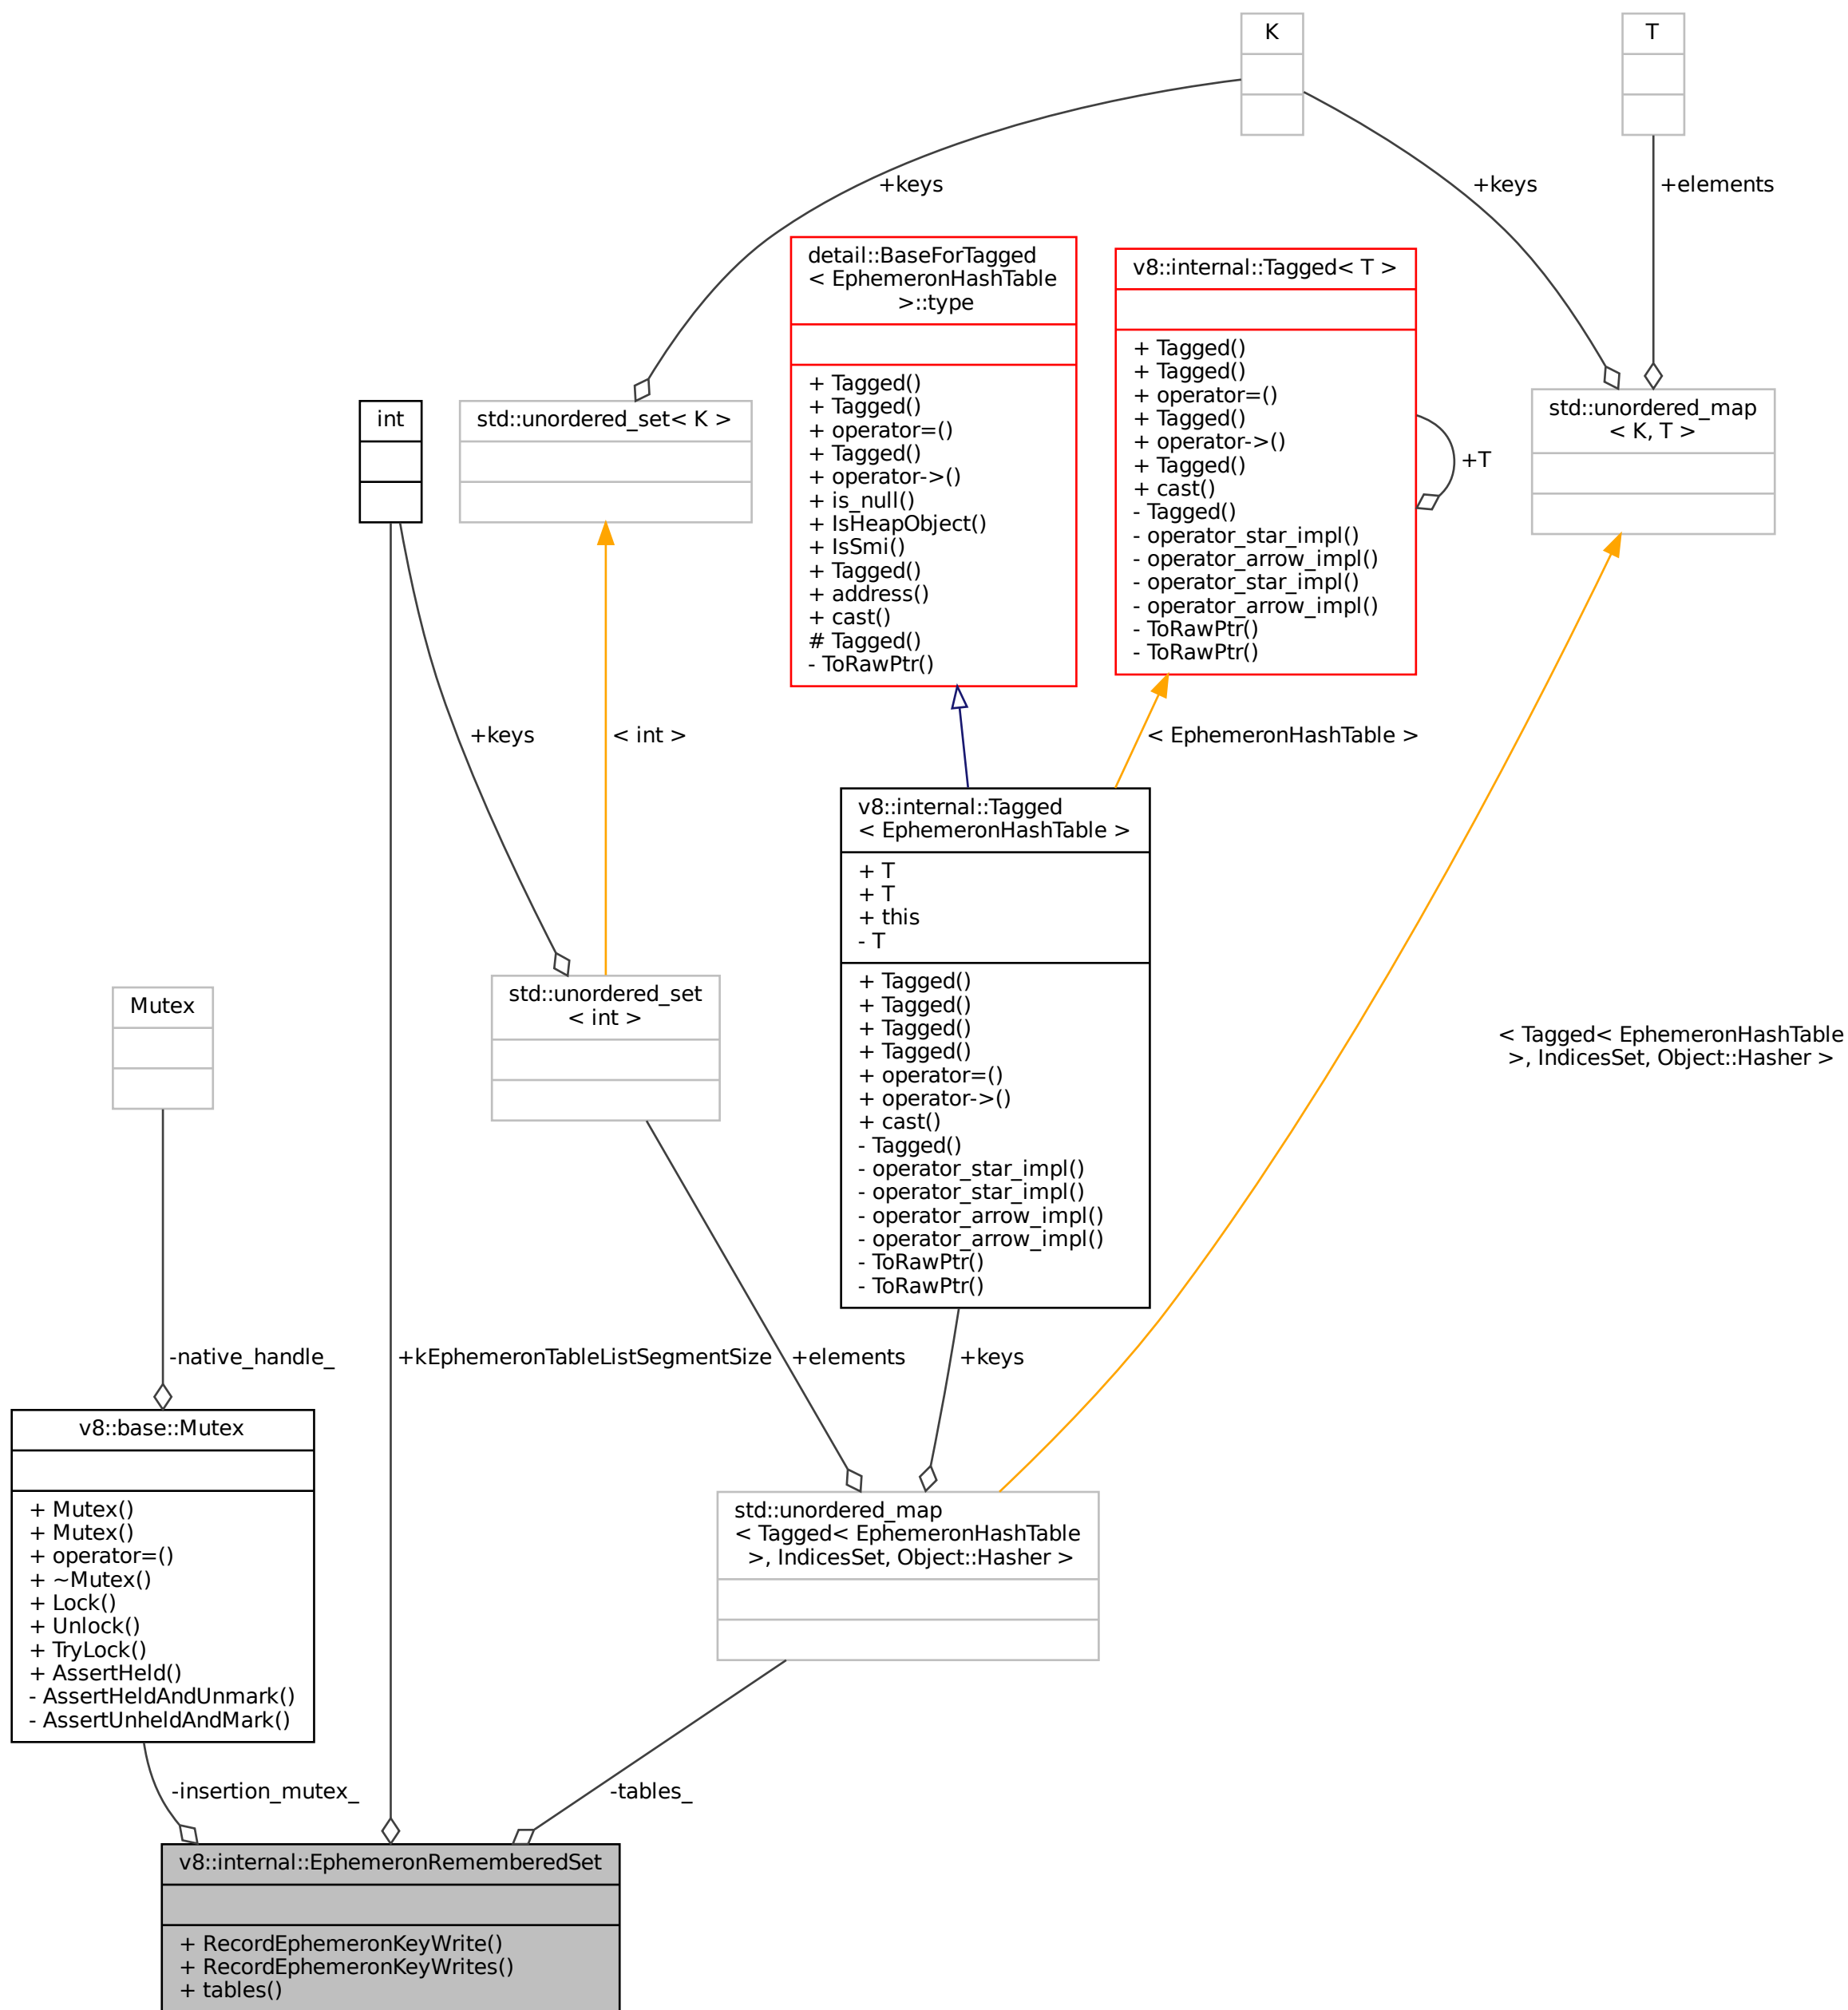 K
T
+keys
+keys
+elements
detail::BaseForTagged
< EphemeronHashTable
>::type
+ Tagged()
+ Tagged()
+ operator=()
+ Tagged()
+ operator->()
+ is_null()
+ IsHeapObject()
+ IsSmi()
+ Tagged()
+ address()
+ cast()
# Tagged()
- ToRawPtr()
v8::internal::Tagged< T >
+ Tagged()
+ Tagged()
+ operator=()
+ Tagged()
+ operator->()
+ Tagged()
+ cast()
- Tagged()
- operator_star_impl()
- operator_arrow_impl()
- operator_star_impl()
- operator_arrow_impl()
- ToRawPtr()
- ToRawPtr()
+T
std::unordered_map
< K, T >
int
std::unordered_set< K >
+keys
< int >
< EphemeronHashTable >
v8::internal::Tagged
< EphemeronHashTable >
+ T
+ T
+ this
- T
+ Tagged()
+ Tagged()
+ Tagged()
+ Tagged()
+ operator=()
+ operator->()
+ cast()
- Tagged()
- operator_star_impl()
- operator_star_impl()
- operator_arrow_impl()
- operator_arrow_impl()
- ToRawPtr()
- ToRawPtr()
Mutex
std::unordered_set
< int >
< Tagged< EphemeronHashTable
>, IndicesSet, Object::Hasher >
-native_handle_
+kEphemeronTableListSegmentSize
+elements
+keys
v8::base::Mutex
+ Mutex()
+ Mutex()
+ operator=()
+ ~Mutex()
+ Lock()
+ Unlock()
+ TryLock()
+ AssertHeld()
- AssertHeldAndUnmark()
- AssertUnheldAndMark()
std::unordered_map
< Tagged< EphemeronHashTable
>, IndicesSet, Object::Hasher >
-insertion_mutex_
-tables_
v8::internal::EphemeronRememberedSet
+ RecordEphemeronKeyWrite()
+ RecordEphemeronKeyWrites()
+ tables()